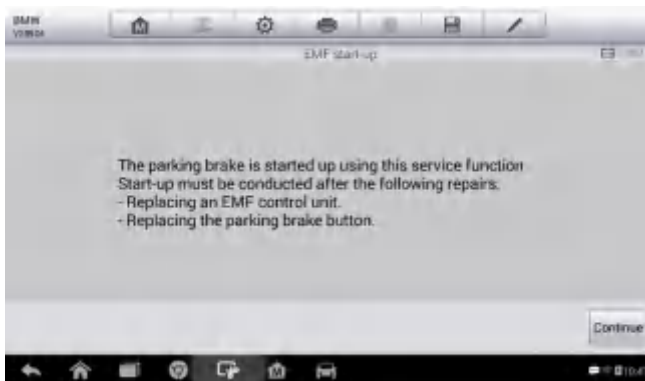 BMW
EMF start-up
The parking brake is started up using this service function
Start-up must be conducted after the following repairs:
- Replacing an EMF control unit.
- Replacing the parking brake button.
Continue